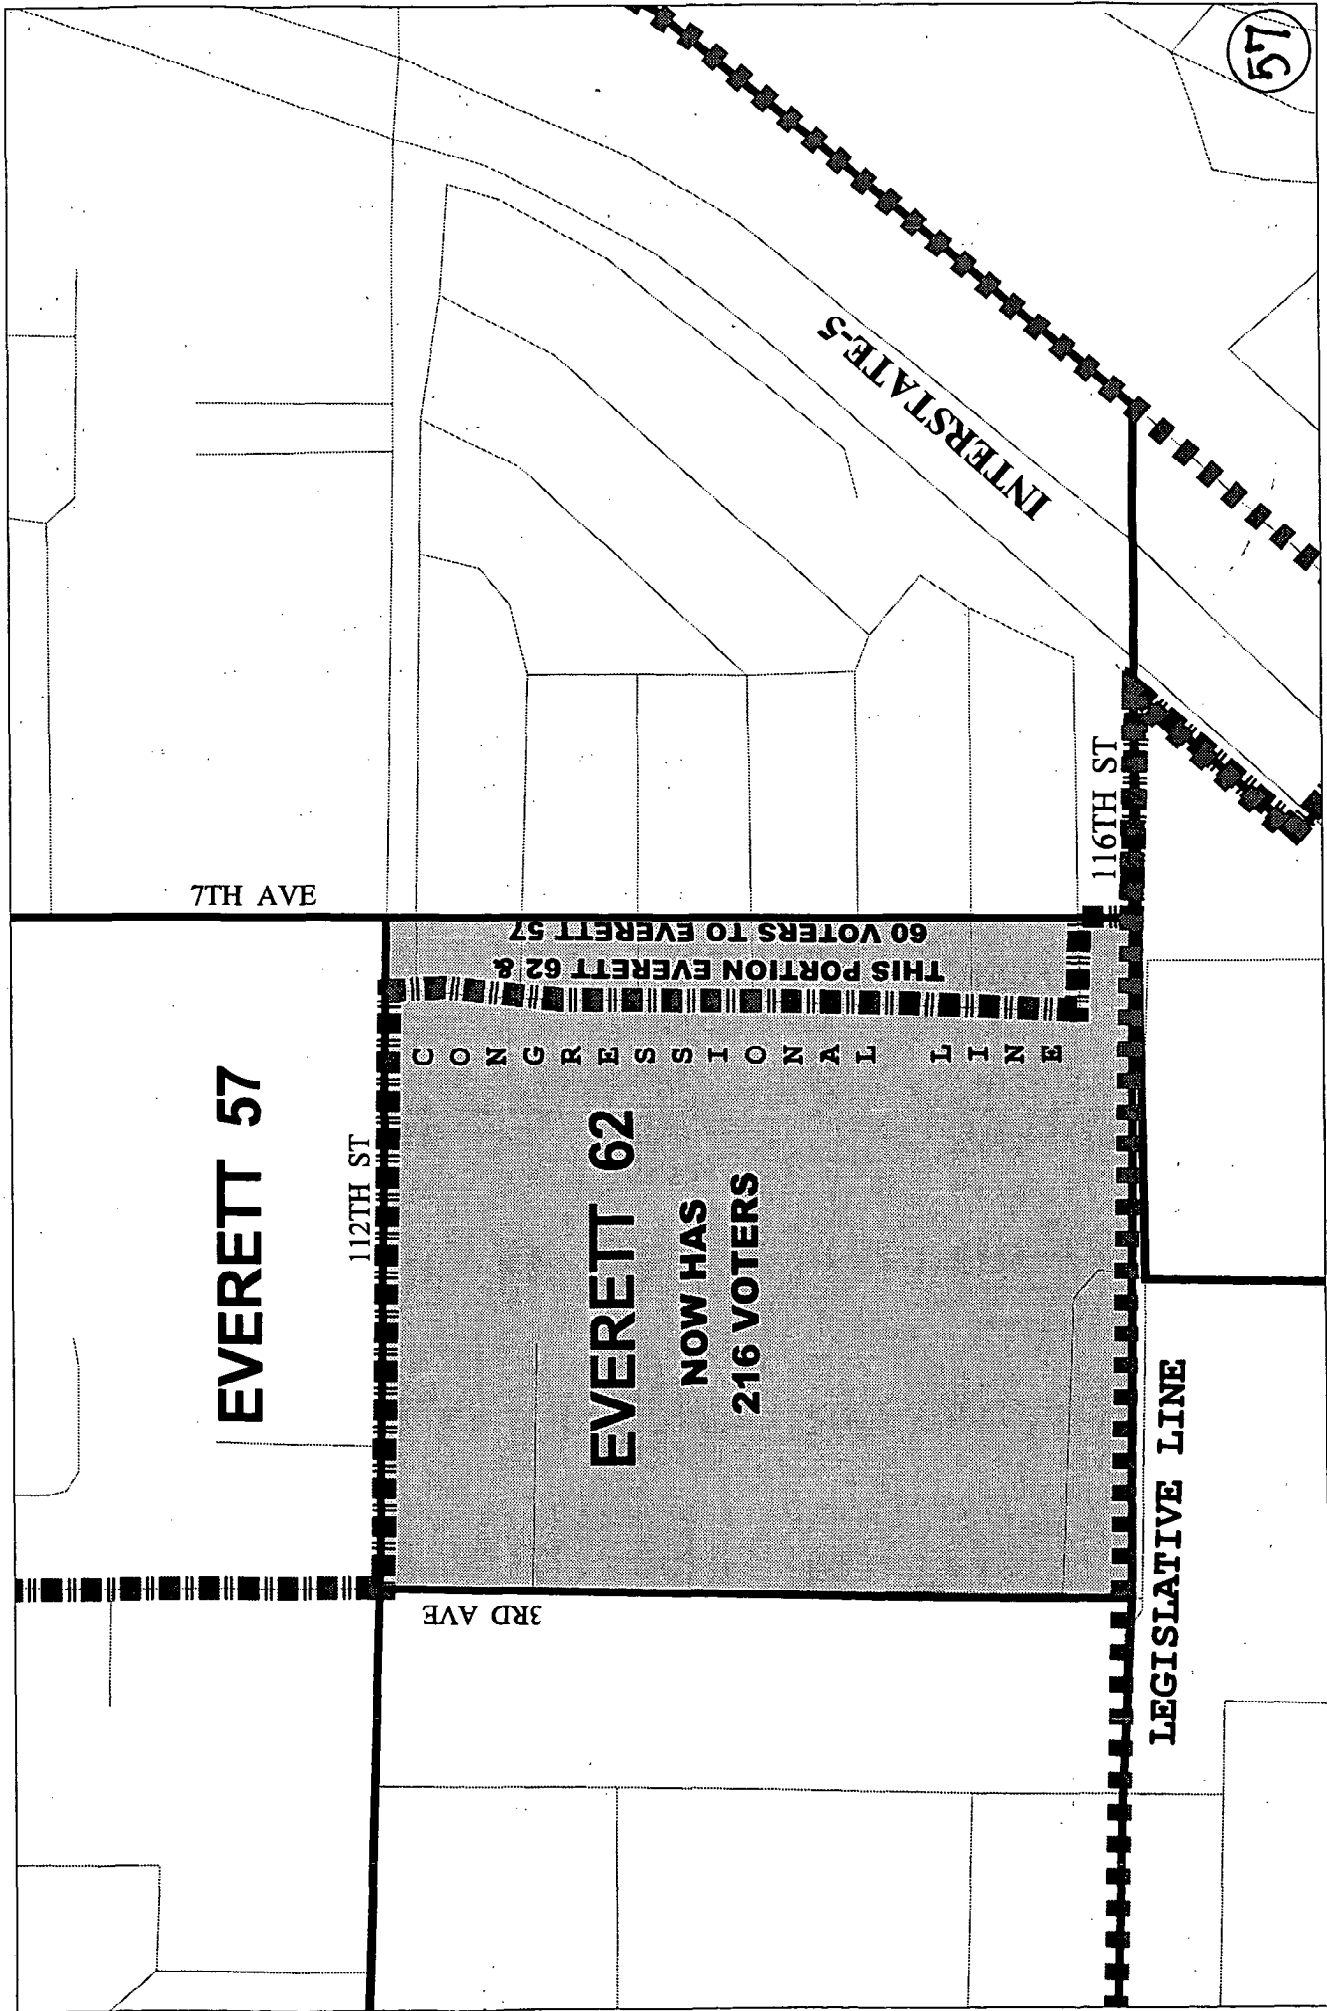 57
7TH AVE
EVERETT 57
112TH ST
THIS PORTION EVERETT 62 &
60 VOTERS TO EVERETT 57
CONGRESSIONAL LINE
EVERETT 62
NOW HAS
216 VOTERS
3RD AVE
INTERSTATE-5
116TH ST
LEGISLATIVE LINE